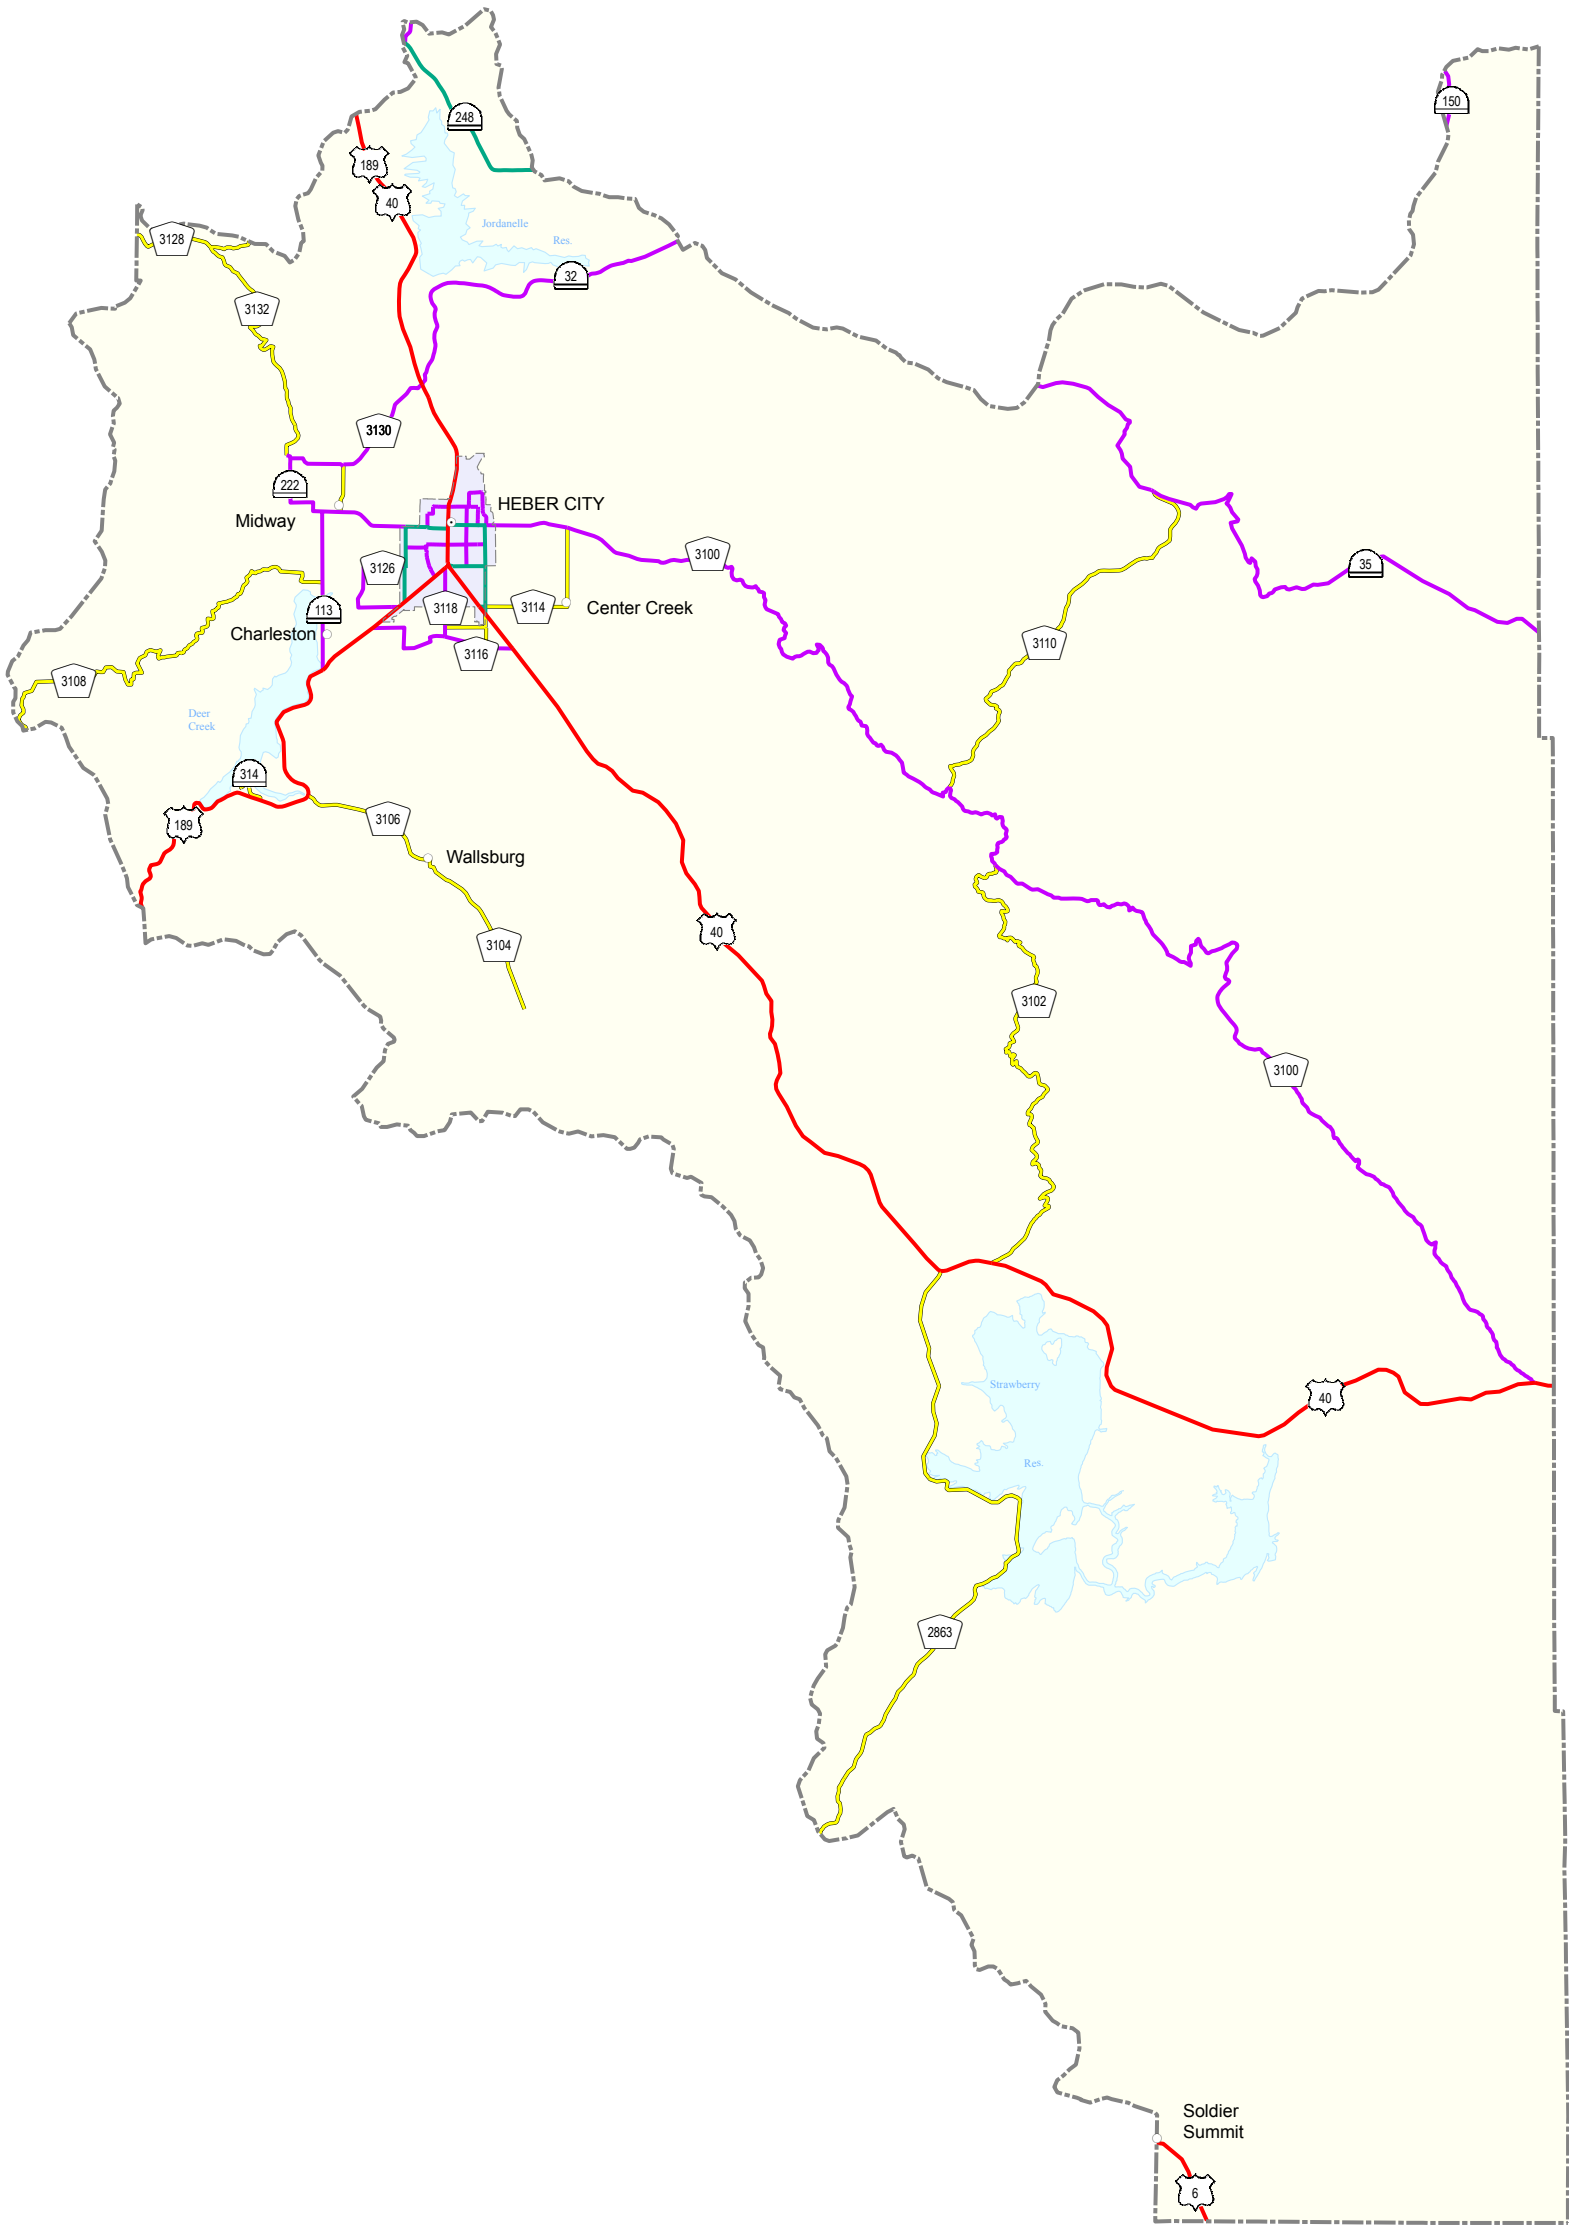 150
248
189
40
Jordanelle
Res.
3128
32
3132
3130
222
HEBER CITY
Midway
3100
3126
35
Center Creek
3118
3114
113
Charleston
3110
3116
3108
Deer
Creek
314
189
3106
Wallsburg
40
3104
3102
3100
Strawberry
40
Res.
2863
Soldier
Summit
6